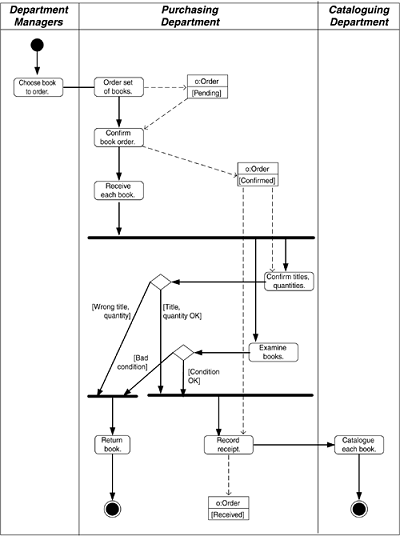 Department
Managers
Purchasing
Department
Cataloguing
Department
Choose book
to order.
Order set
of books.
o:Order
[Pending]
Confirm
book order.
o:Order
[Confirmed]
Receive
each book.
Confirm titles,
quantities.
[Wrong title,
quantity]
[Title,
quantity OK]
Examine
books.
[Bad
condition]
[Condition
OK]
Return
book.
Record
receipt.
Catalogue
each book.
o:Order
[Received]